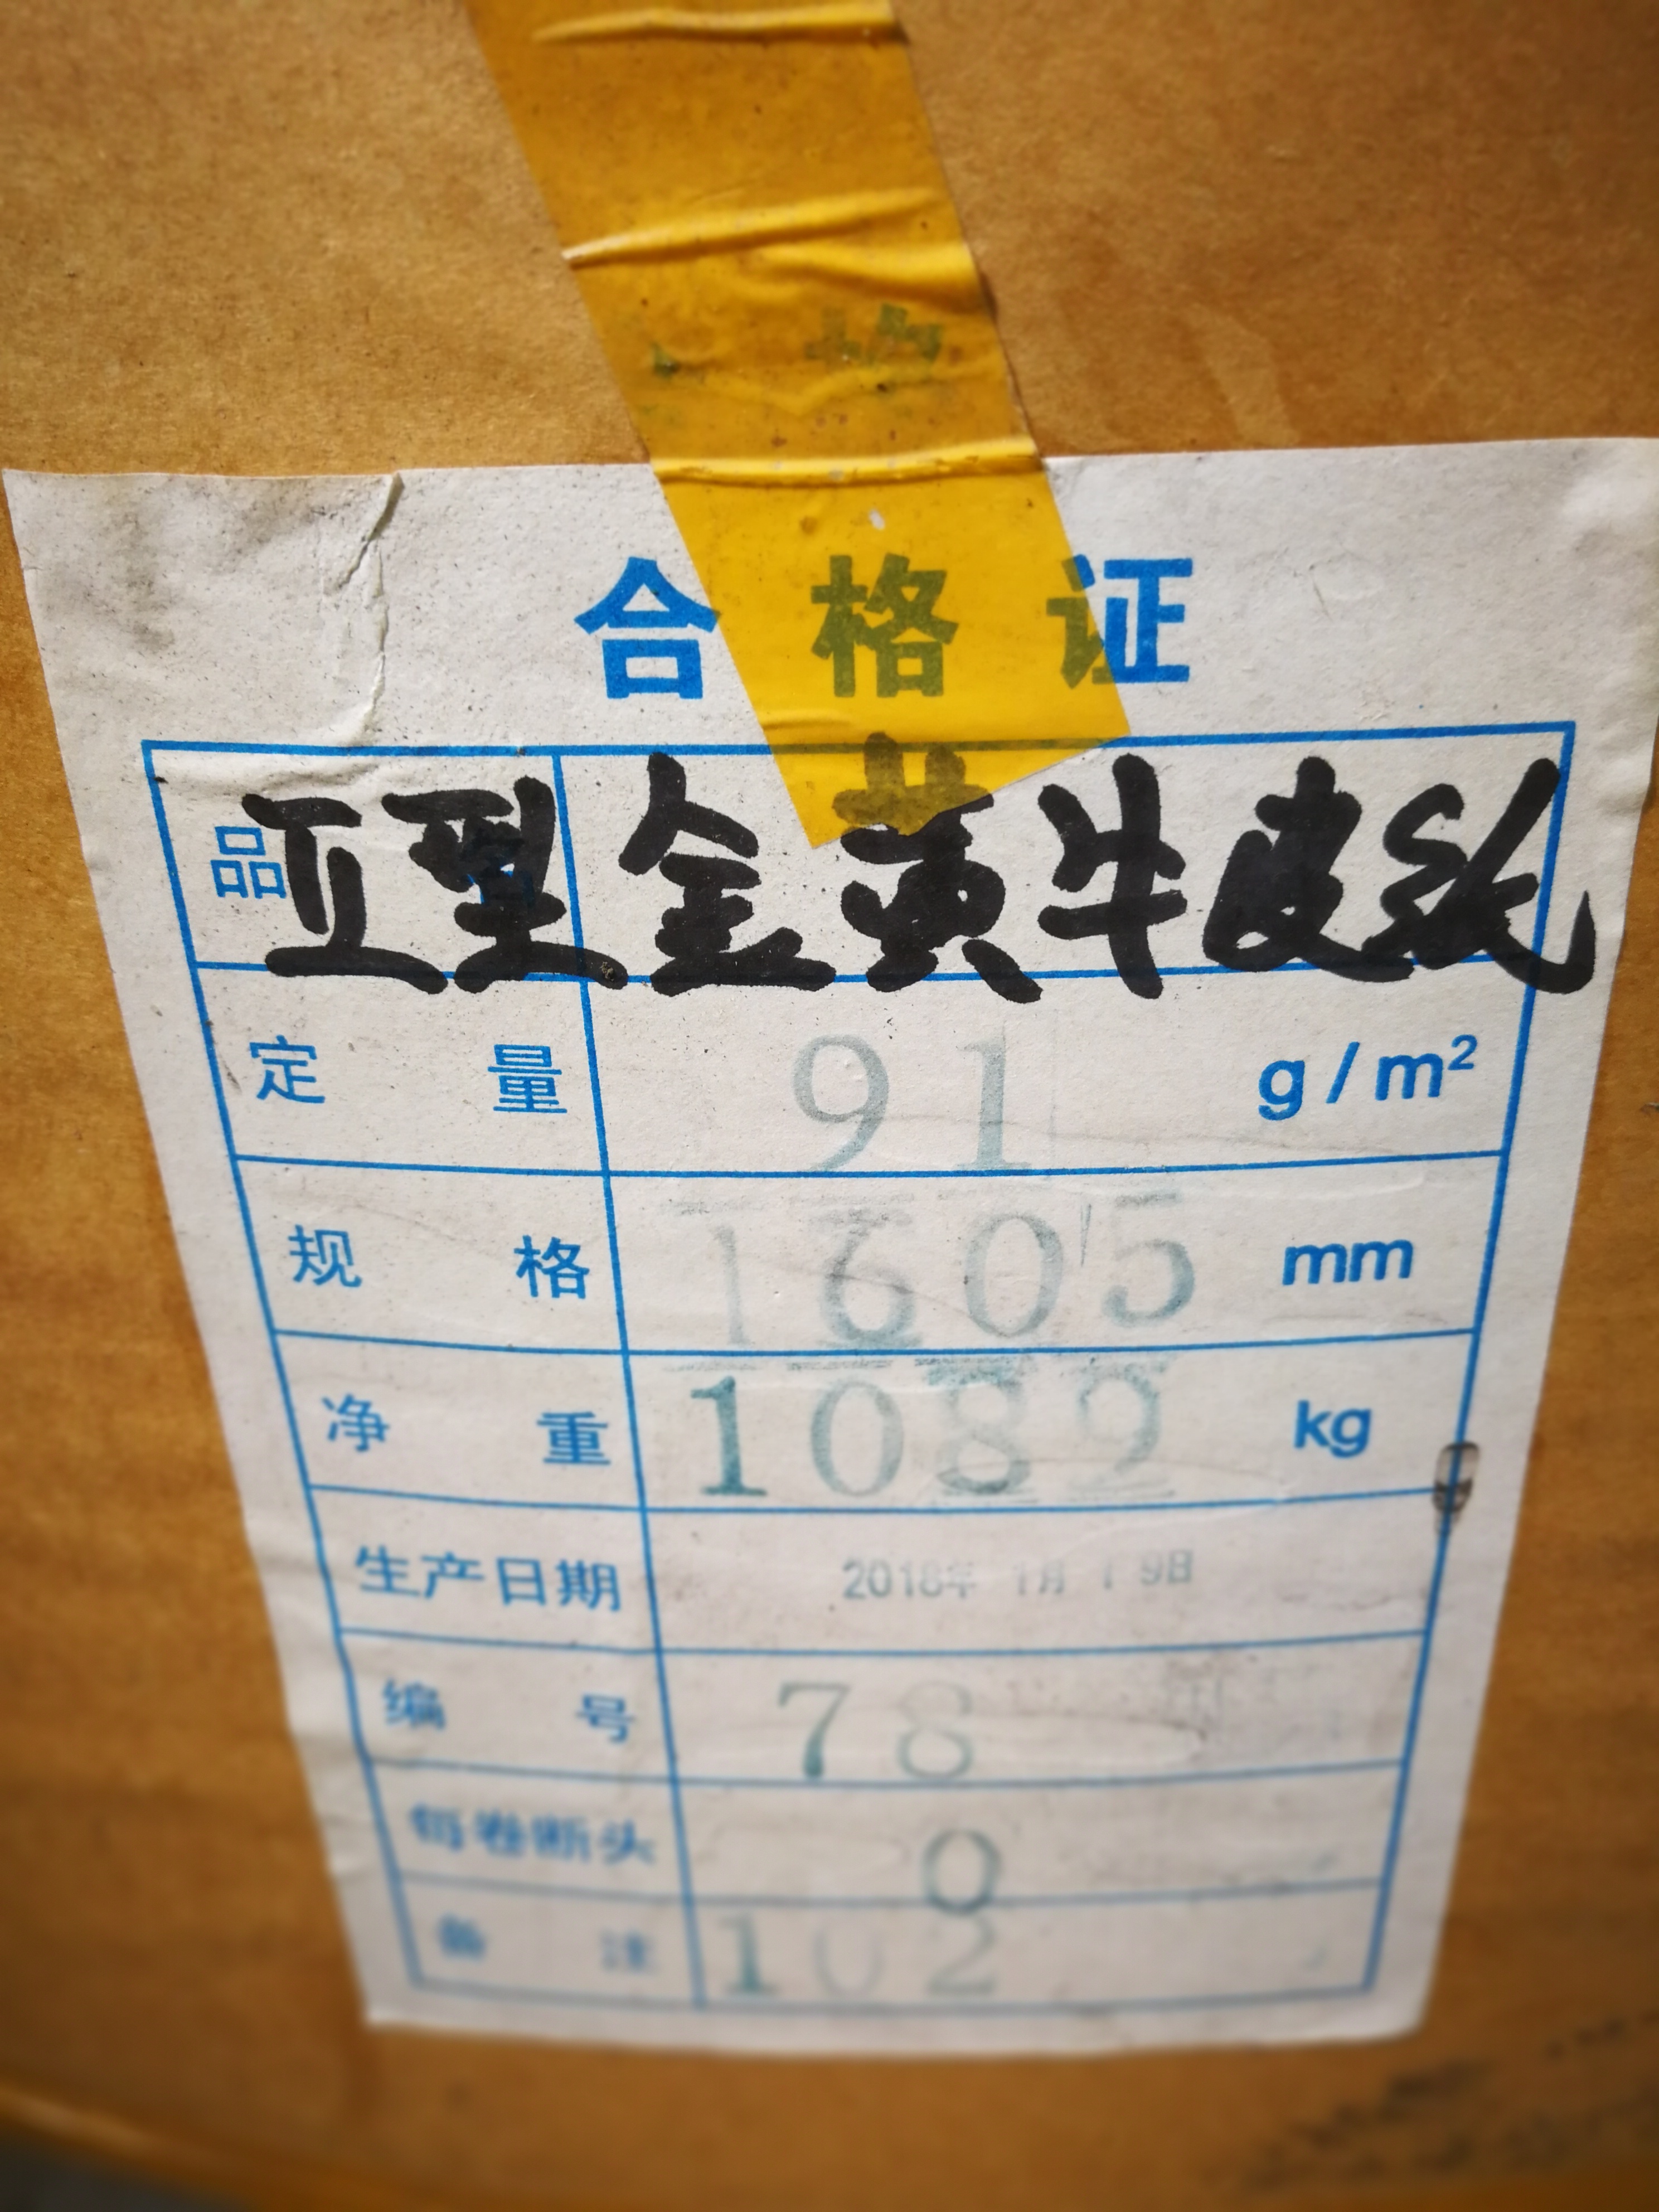 合格证
品名 立型金黄牛皮纸
定量 91 g/m²
规格 1605 mm
净重 1082 kg
生产日期 2018年 1月 19日
编号 78
每卷断头 0
备注 102